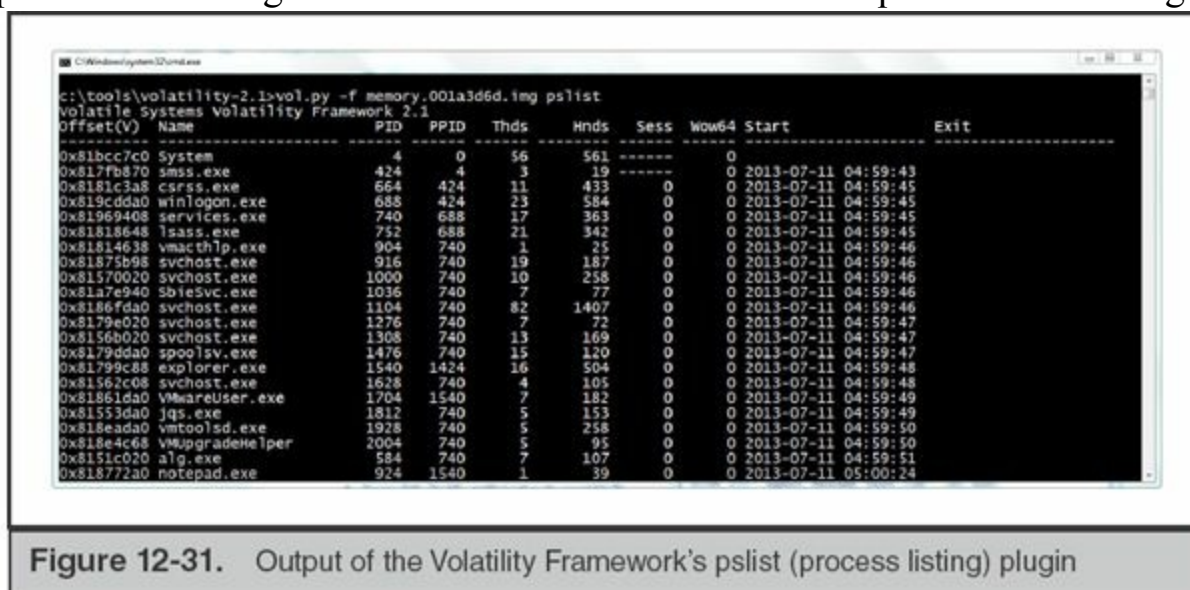 C:\Windows\system32\cmd.exe
c:\tools\volatility-2.1>vol.py -f memory.001a3d6d.img pslist
Volatile Systems Volatility Framework 2.1
Offset(V) Name PID PPID Thds Hnds Sess Wow64 Start Exit
---------- -------------------- ------ ------ ------ -------- ------ ------ -------------------- --------------------
0x81bcc7c0 System 4 0 56 561 ------ 0
0x817fb870 smss.exe 424 4 3 19 ------ 0 2013-07-11 04:59:43
0x8181c3a8 csrss.exe 664 424 11 433 0 0 2013-07-11 04:59:45
0x819cdda0 winlogon.exe 688 424 23 584 0 0 2013-07-11 04:59:45
0x81969408 services.exe 740 688 17 363 0 0 2013-07-11 04:59:45
0x81818648 lsass.exe 752 688 21 342 0 0 2013-07-11 04:59:45
0x81814638 vmacthlp.exe 904 740 1 25 0 0 2013-07-11 04:59:46
0x81875b98 svchost.exe 916 740 19 187 0 0 2013-07-11 04:59:46
0x81570020 svchost.exe 1000 740 10 258 0 0 2013-07-11 04:59:46
0x81a7e940 SbieSvc.exe 1036 740 7 77 0 0 2013-07-11 04:59:46
0x8186fda0 svchost.exe 1104 740 82 1407 0 0 2013-07-11 04:59:46
0x8179e020 svchost.exe 1276 740 7 72 0 0 2013-07-11 04:59:47
0x8156b020 svchost.exe 1308 740 13 169 0 0 2013-07-11 04:59:47
0x8179dda0 spoolsv.exe 1476 740 15 120 0 0 2013-07-11 04:59:47
0x81799c88 explorer.exe 1540 1424 16 504 0 0 2013-07-11 04:59:48
0x81562c08 svchost.exe 1628 740 4 105 0 0 2013-07-11 04:59:48
0x81861da0 VMwareUser.exe 1704 1540 7 182 0 0 2013-07-11 04:59:49
0x81553da0 jqs.exe 1812 740 5 153 0 0 2013-07-11 04:59:49
0x818eada0 vmtoolsd.exe 1928 740 5 258 0 0 2013-07-11 04:59:50
0x818e4c68 VMUpgradeHelper 2004 740 5 95 0 0 2013-07-11 04:59:50
0x8151c020 alg.exe 584 740 7 107 0 0 2013-07-11 04:59:51
0x818772a0 notepad.exe 924 1540 1 39 0 0 2013-07-11 05:00:24
Figure 12-31. Output of the Volatility Framework's pslist (process listing) plugin